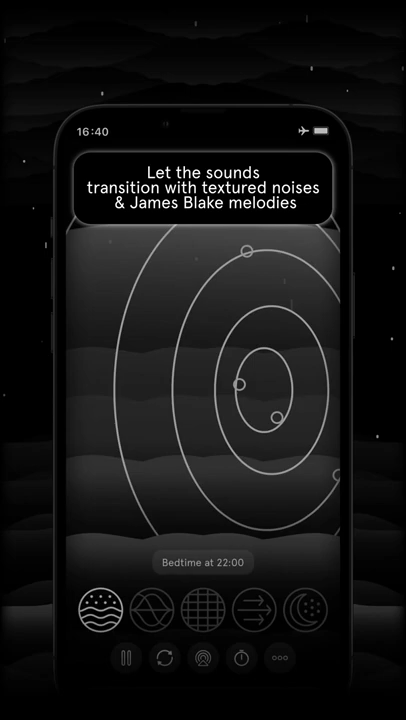 16:40
Let the sounds
transition with textured noises
& James Blake melodies
Bedtime at 22:00